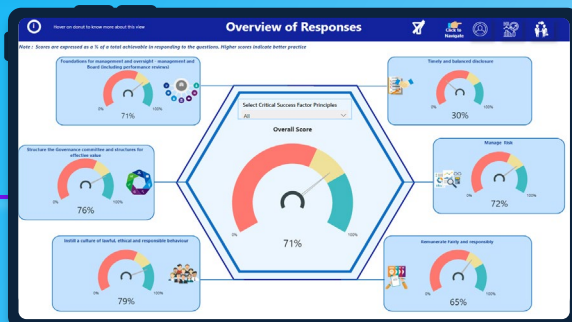 Hover on donut to know more about this view
Overview of Responses
Click to
Navigate
Note : Scores are expressed as a % of a total achievable in responding to the questions. Higher scores indicate better practice
Foundations for management and oversight - management and
Board (including performance reviews)
0%
100%
71%
Timely and balanced disclosure
0%
100%
30%
Select Critical Success Factor Principles
All
Overall Score
0%
100%
71%
Structure the Governance committee and structures for
effective value
0%
100%
76%
Manage Risk
0%
100%
72%
Instill a culture of lawful, ethical and responsible behaviour
0%
100%
79%
Remunerate Fairly and responsibly
0%
100%
65%